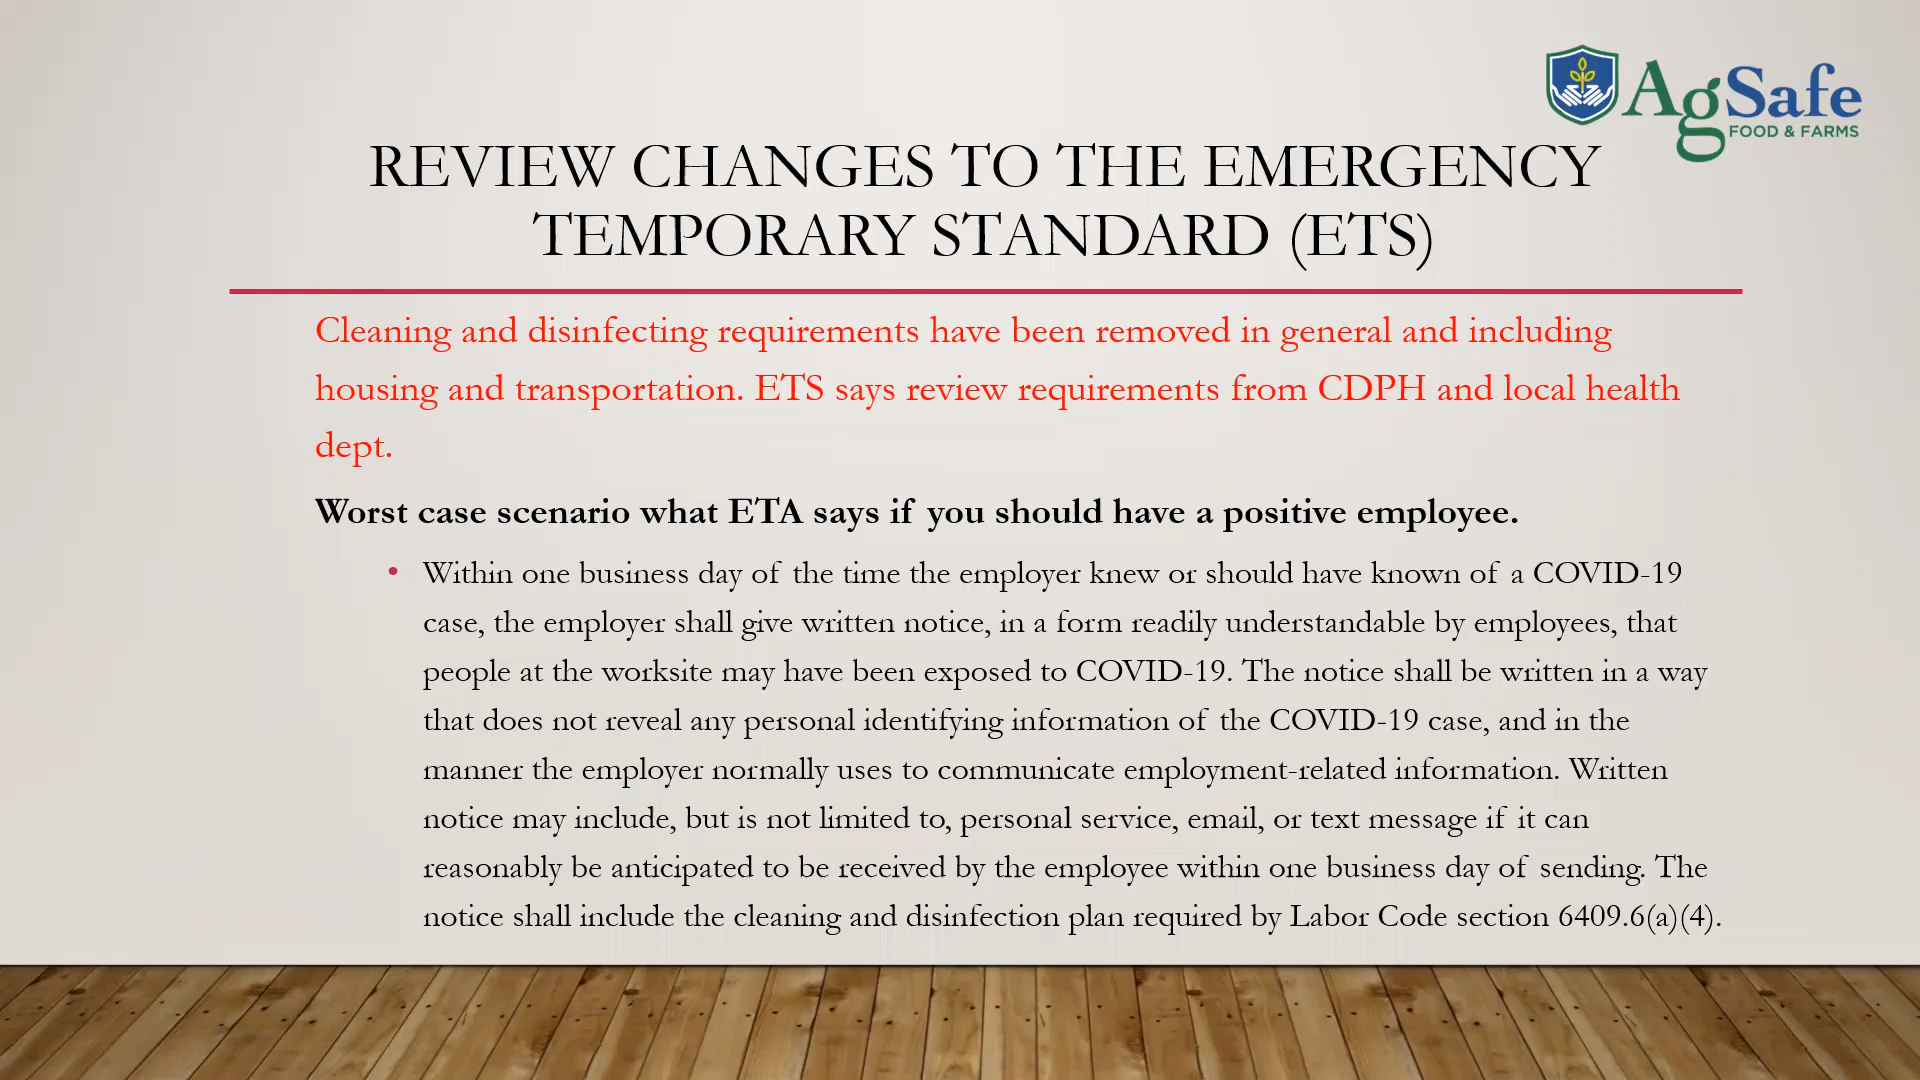 AgSafe
FOOD & FARMS
REVIEW CHANGES TO THE EMERGENCY
TEMPORARY STANDARD (ETS)
Cleaning and disinfecting requirements have been removed in general and including
housing and transportation. ETS says review requirements from CDPH and local health
dept.
Worst case scenario what ETA says if you should have a positive employee.
• Within one business day of the time the employer knew or should have known of a COVID-19
case, the employer shall give written notice, in a form readily understandable by employees, that
people at the worksite may have been exposed to COVID-19. The notice shall be written in a way
that does not reveal any personal identifying information of the COVID-19 case, and in the
manner the employer normally uses to communicate employment-related information. Written
notice may include, but is not limited to, personal service, email, or text message if it can
reasonably be anticipated to be received by the employee within one business day of sending. The
notice shall include the cleaning and disinfection plan required by Labor Code section 6409.6(a)(4).